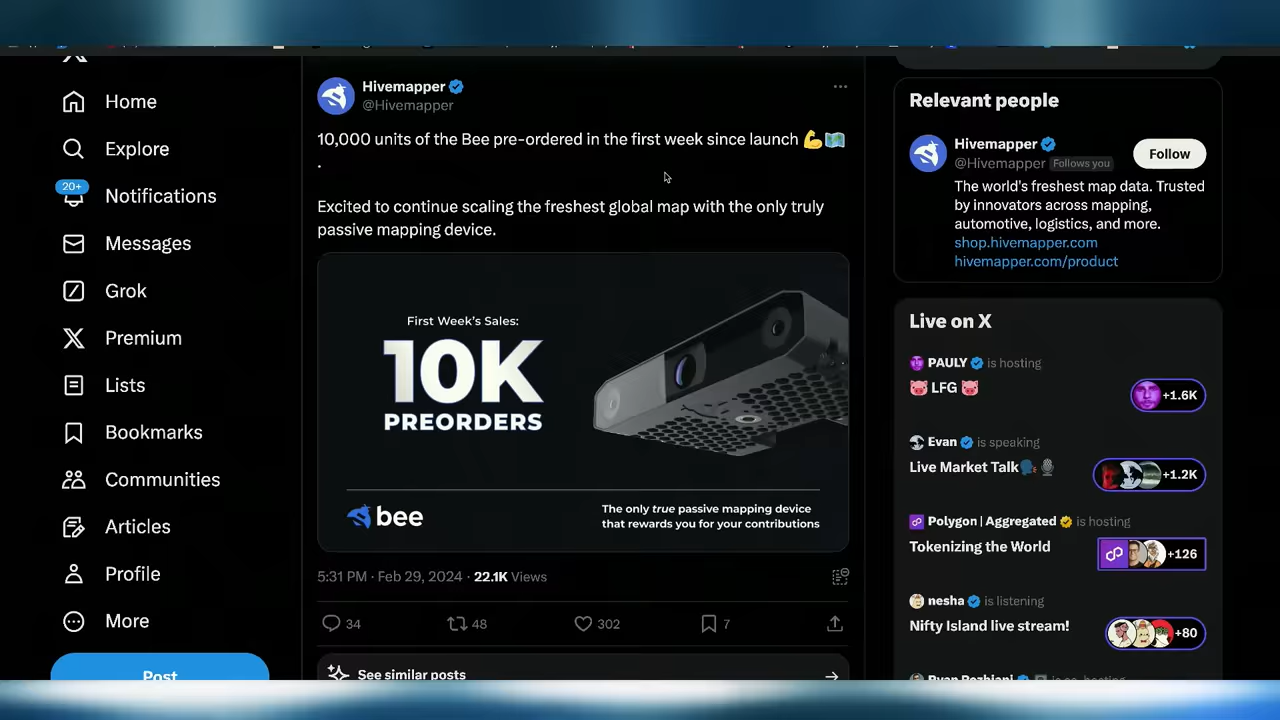 Home
Explore
20+
Notifications
Messages
Grok
Premium
Lists
Bookmarks
Communities
Articles
Profile
More
Post
Hivemapper
@Hivemapper
10,000 units of the Bee pre-ordered in the first week since launch 💪🗺️
.
Excited to continue scaling the freshest global map with the only truly
passive mapping device.
First Week's Sales:
10K
PREORDERS
bee
The only true passive mapping device
that rewards you for your contributions
5:31 PM · Feb 29, 2024 · 22.1K Views
34 48 302 7
See similar posts
Relevant people
Hivemapper
@Hivemapper Follows you
Follow
The world's freshest map data. Trusted
by innovators across mapping,
automotive, logistics, and more.
shop.hivemapper.com
hivemapper.com/product
Live on X
PAULY is hosting
🐷 LFG 🐷
+1.6K
Evan is speaking
Live Market Talk🗣️🎙️
+1.2K
Polygon | Aggregated is hosting
Tokenizing the World
+126
nesha is listening
Nifty Island live stream!
+80